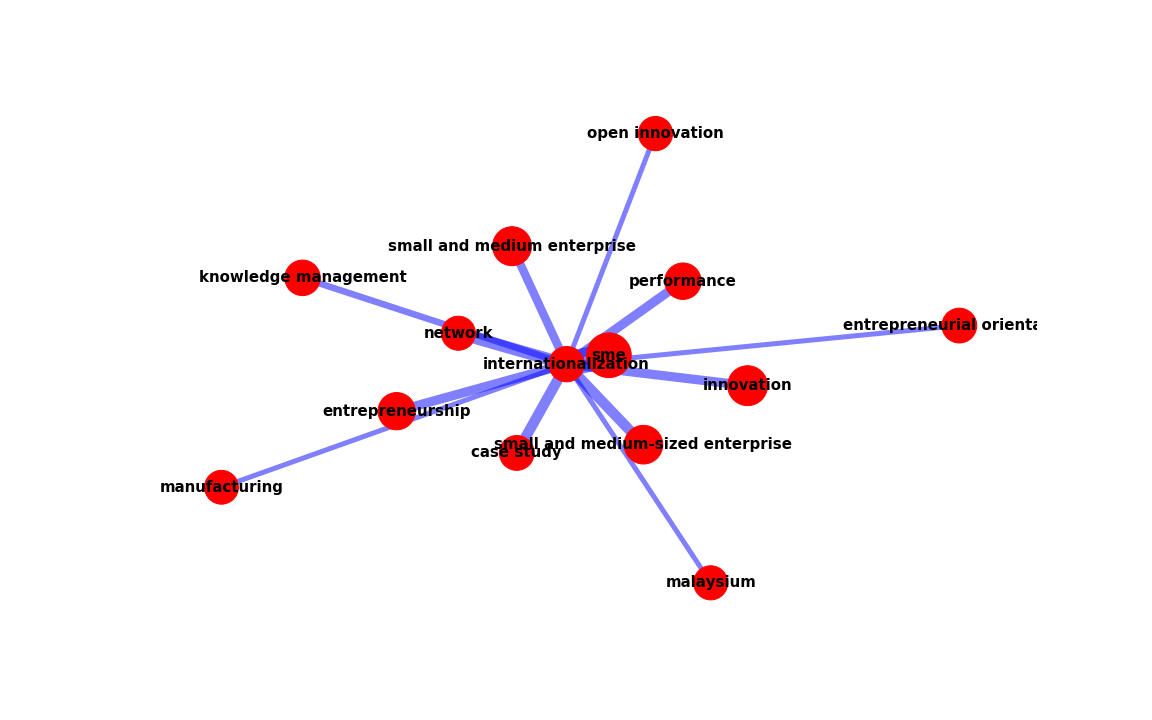 open innovation
small and medium enterprise
knowledge management
performance
entrepreneurial orienta
network
sme
internationalization
innovation
entrepreneurship
small and medium-sized enterprise
case study
manufacturing
malaysium